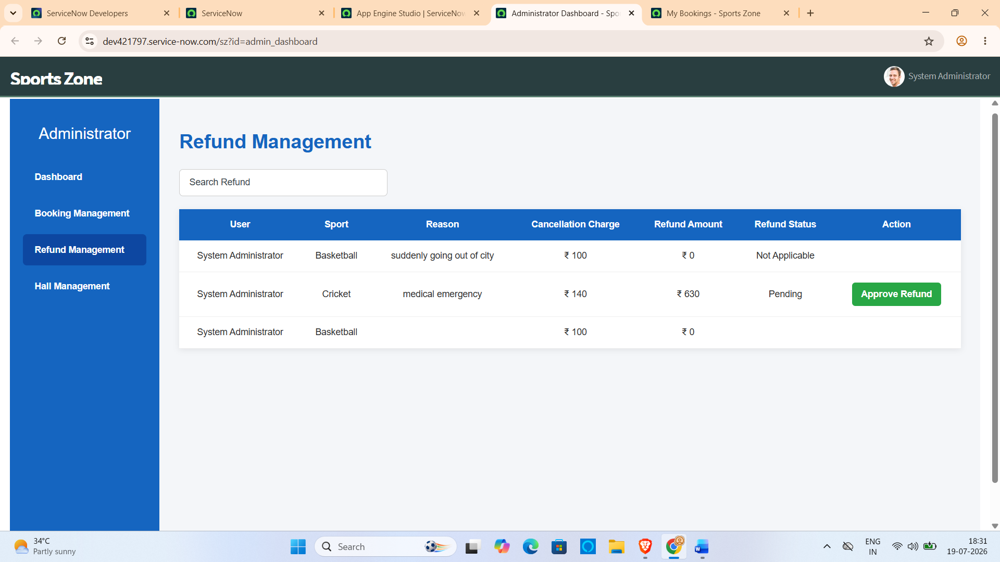 ServiceNow Developers
ServiceNow
App Engine Studio | ServiceNow
Administrator Dashboard - Spo
My Bookings - Sports Zone
dev421797.service-now.com/sz?id=admin_dashboard
Sports Zone
System Administrator
Administrator
Dashboard
Booking Management
Refund Management
Hall Management
Refund Management
Search Refund
User Sport Reason Cancellation Charge Refund Amount Refund Status Action
System Administrator Basketball suddenly going out of city ₹ 100 ₹ 0 Not Applicable
System Administrator Cricket medical emergency ₹ 140 ₹ 630 Pending Approve Refund
System Administrator Basketball ₹ 100 ₹ 0
34°C
Partly sunny
Search
ENG
IN
18:31
19-07-2026